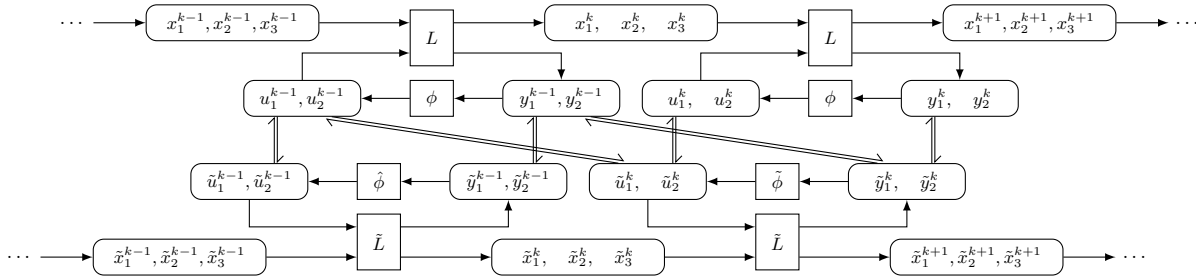 ⋯ x_1^{k-1}, x_2^{k-1}, x_3^{k-1} L x_1^k, x_2^k, x_3^k L x_1^{k+1}, x_2^{k+1}, x_3^{k+1} ⋯
u_1^{k-1}, u_2^{k-1} ϕ y_1^{k-1}, y_2^{k-1} u_1^k, u_2^k ϕ y_1^k, y_2^k
ũ_1^{k-1}, ũ_2^{k-1} ϕ̂ ỹ_1^{k-1}, ỹ_2^{k-1} ũ_1^k, ũ_2^k ϕ̃ ỹ_1^k, ỹ_2^k
⋯ x̃_1^{k-1}, x̃_2^{k-1}, x̃_3^{k-1} L̃ x̃_1^k, x̃_2^k, x̃_3^k L̃ x̃_1^{k+1}, x̃_2^{k+1}, x̃_3^{k+1} ⋯